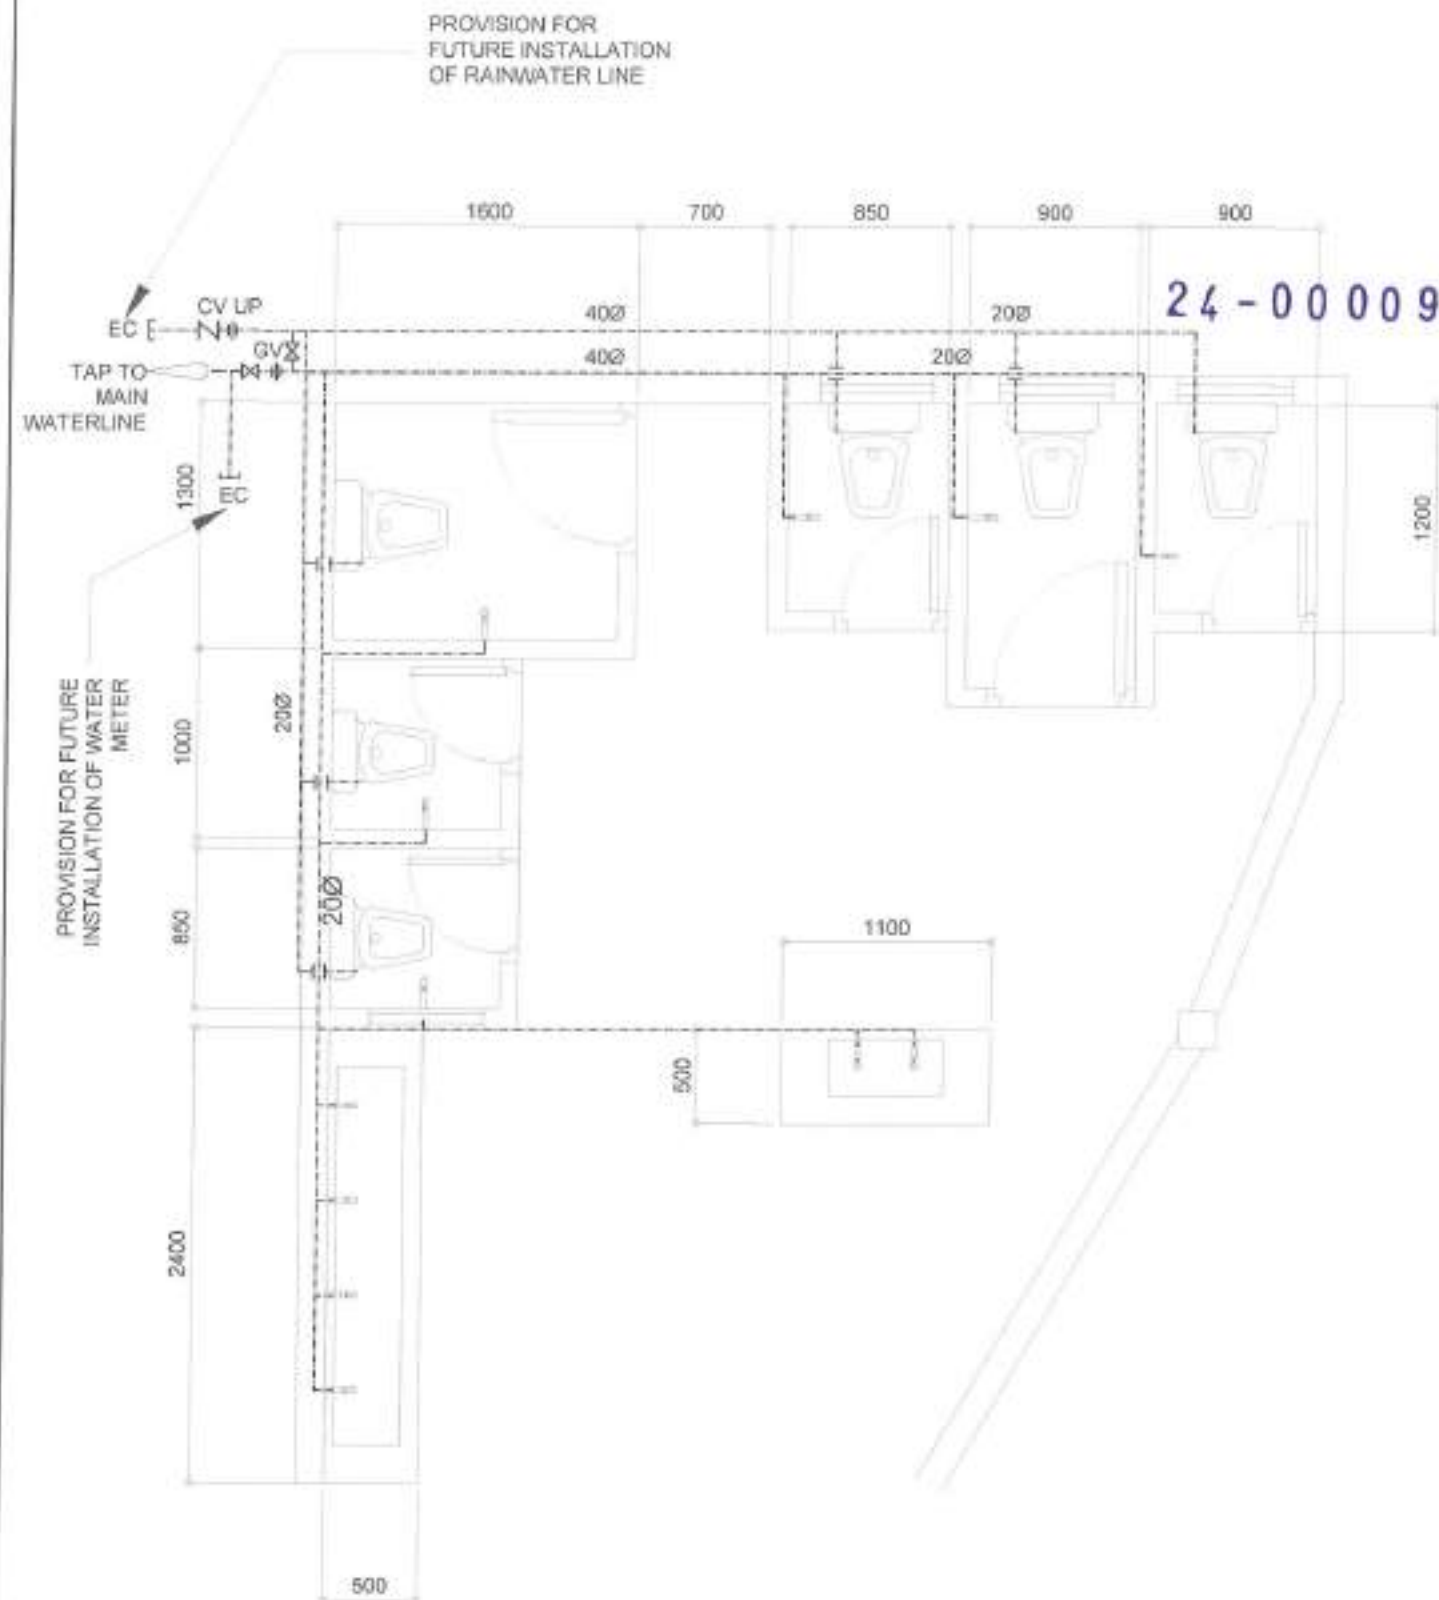 PROVISION FOR
FUTURE INSTALLATION
OF RAINWATER LINE
1600
700
850
900
900
24-00009
CV UP
EC
40Ø
20Ø
GV
40Ø
20Ø
TAP TO
MAIN
WATERLINE
EC
1300
1200
PROVISION FOR FUTURE
INSTALLATION OF WATER
METER
20Ø
1000
20Ø
850
1100
500
2400
500